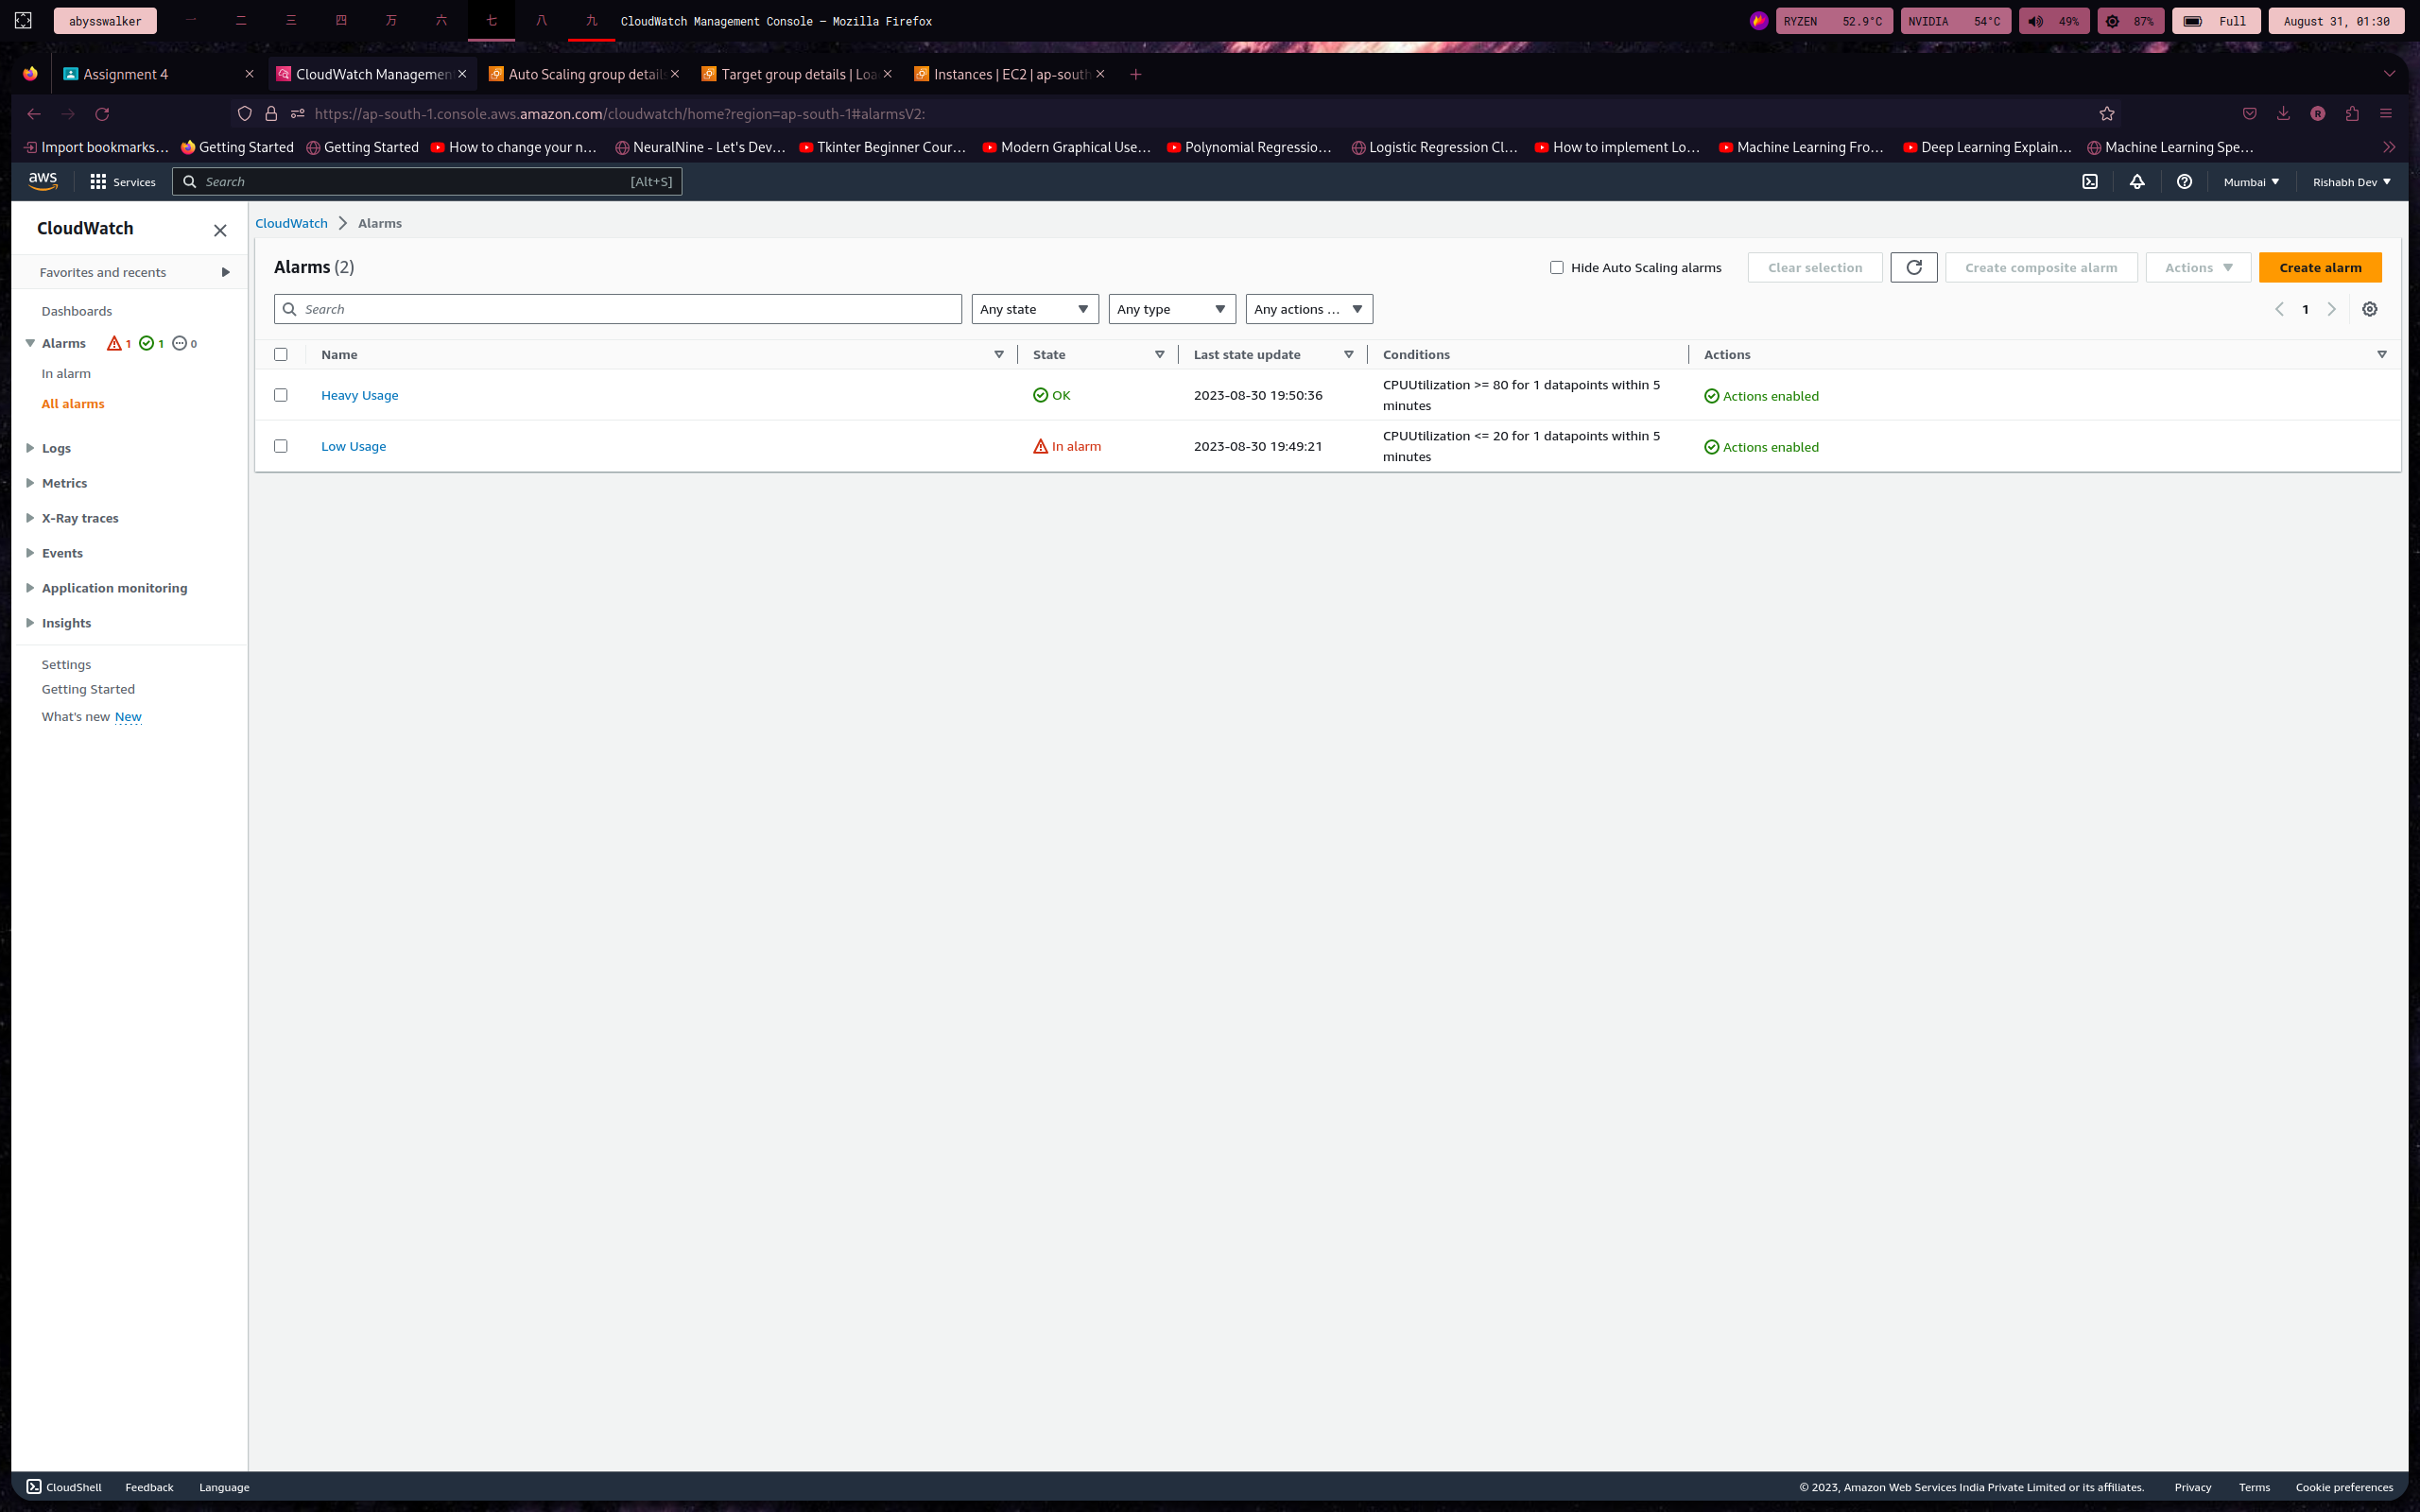 abysswalker 一 二 三 四 万 六 七 八 九 CloudWatch Management Console — Mozilla Firefox RYZEN 52.9°C NVIDIA 54°C 49% 87% Full August 31, 01:30
Assignment 4 CloudWatch Managemen Auto Scaling group details Target group details | Loa Instances | EC2 | ap-south
https://ap-south-1.console.aws.amazon.com/cloudwatch/home?region=ap-south-1#alarmsV2: R
Import bookmarks… Getting Started Getting Started How to change your n… NeuralNine - Let's Dev… Tkinter Beginner Cour… Modern Graphical Use… Polynomial Regressio… Logistic Regression Cl… How to implement Lo… Machine Learning Fro… Deep Learning Explain… Machine Learning Spe…
aws Services Search [Alt+S] Mumbai Rishabh Dev
CloudWatch
Favorites and recents
Dashboards
Alarms 1 1 0
In alarm
All alarms
Logs
Metrics
X-Ray traces
Events
Application monitoring
Insights
Settings
Getting Started
What's new New
CloudWatch Alarms
Alarms (2) Hide Auto Scaling alarms Clear selection Create composite alarm Actions Create alarm
Search Any state Any type Any actions ... 1
Name State Last state update Conditions Actions
Heavy Usage OK 2023-08-30 19:50:36 CPUUtilization >= 80 for 1 datapoints within 5 Actions enabled
minutes
Low Usage In alarm 2023-08-30 19:49:21 CPUUtilization <= 20 for 1 datapoints within 5 Actions enabled
minutes
CloudShell Feedback Language © 2023, Amazon Web Services India Private Limited or its affiliates. Privacy Terms Cookie preferences